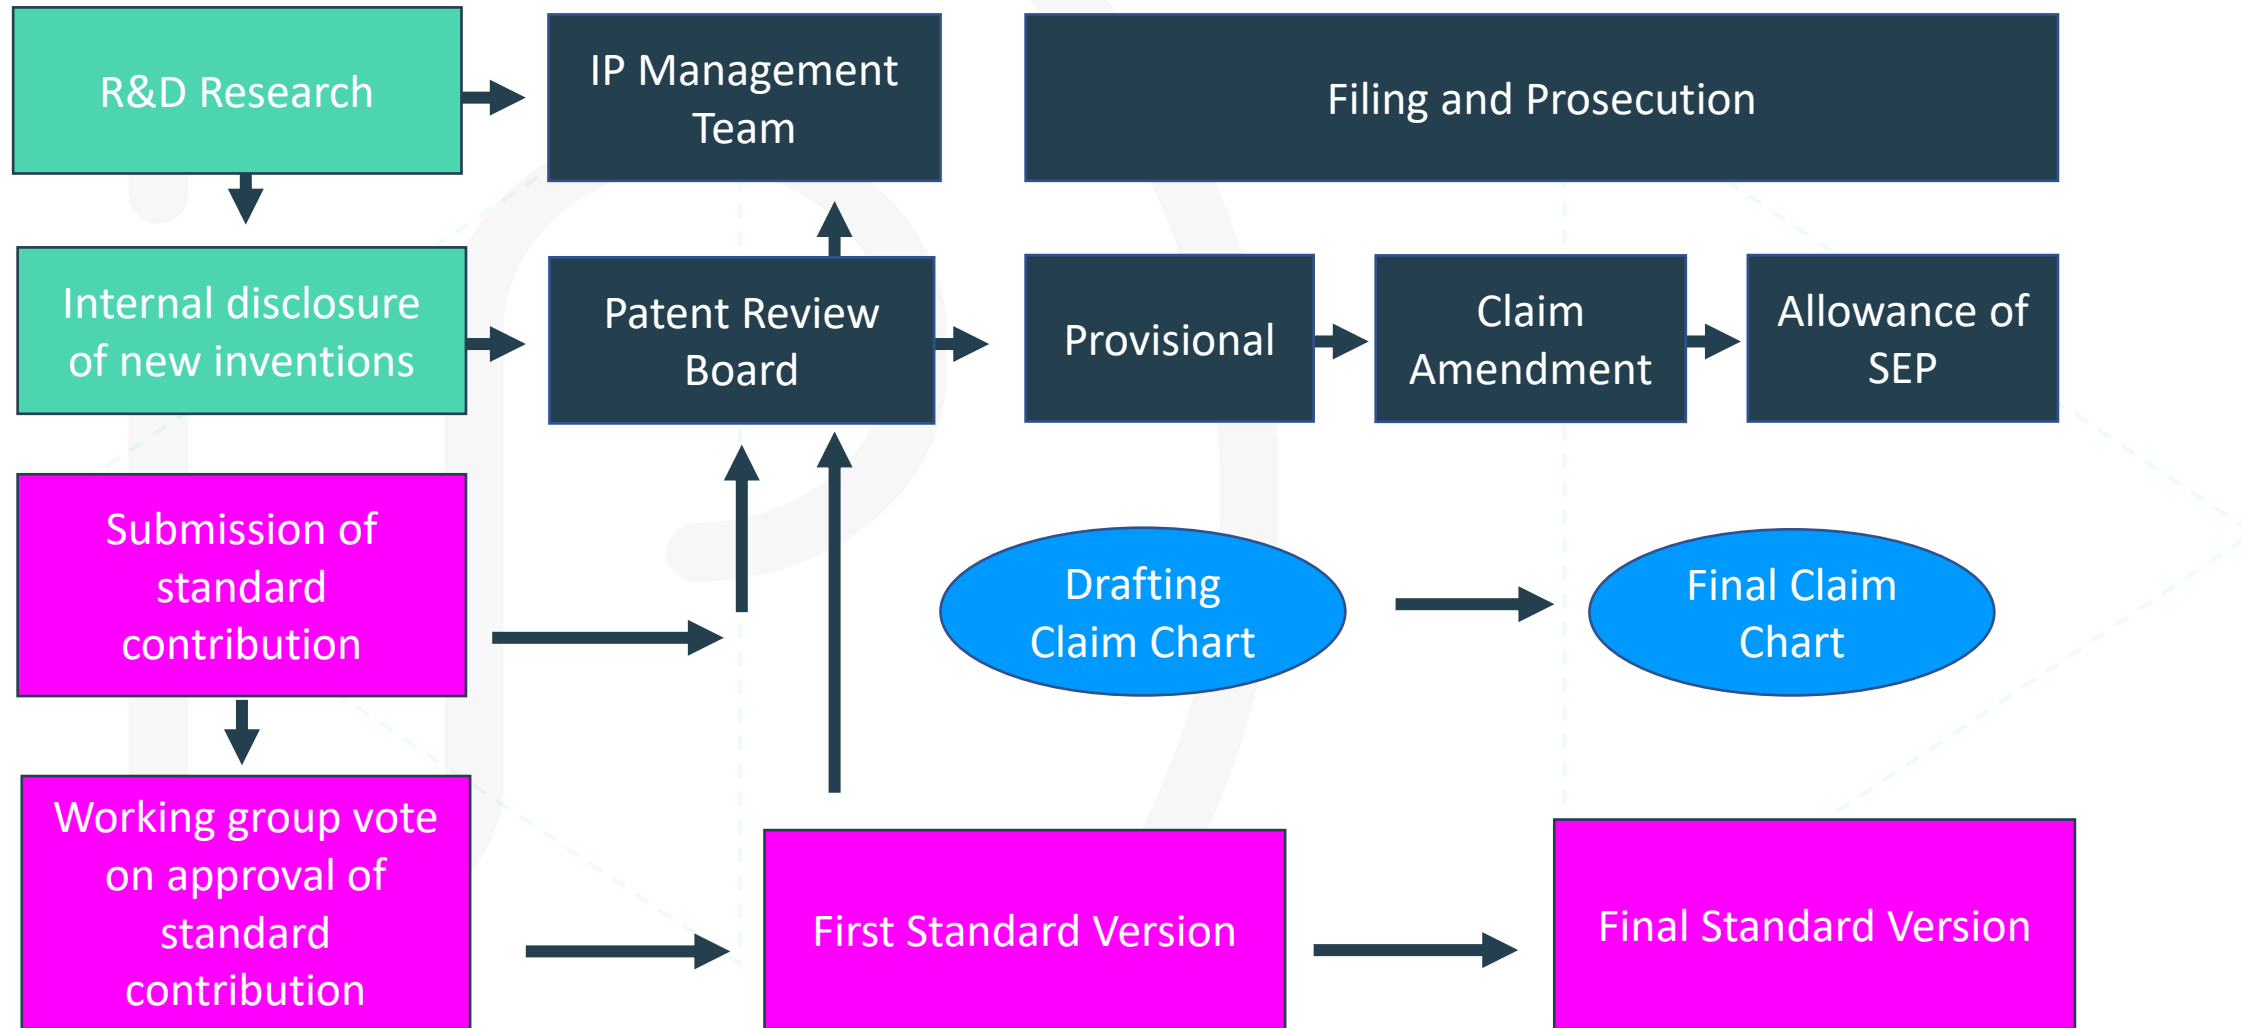 R&D Research
IP Management
Team
Filing and Prosecution
Internal disclosure
of new inventions
Patent Review
Board
Provisional
Claim
Amendment
Allowance of
SEP
Submission of
standard
contribution
Drafting
Claim Chart
Final Claim
Chart
Working group vote
on approval of
standard
contribution
First Standard Version
Final Standard Version